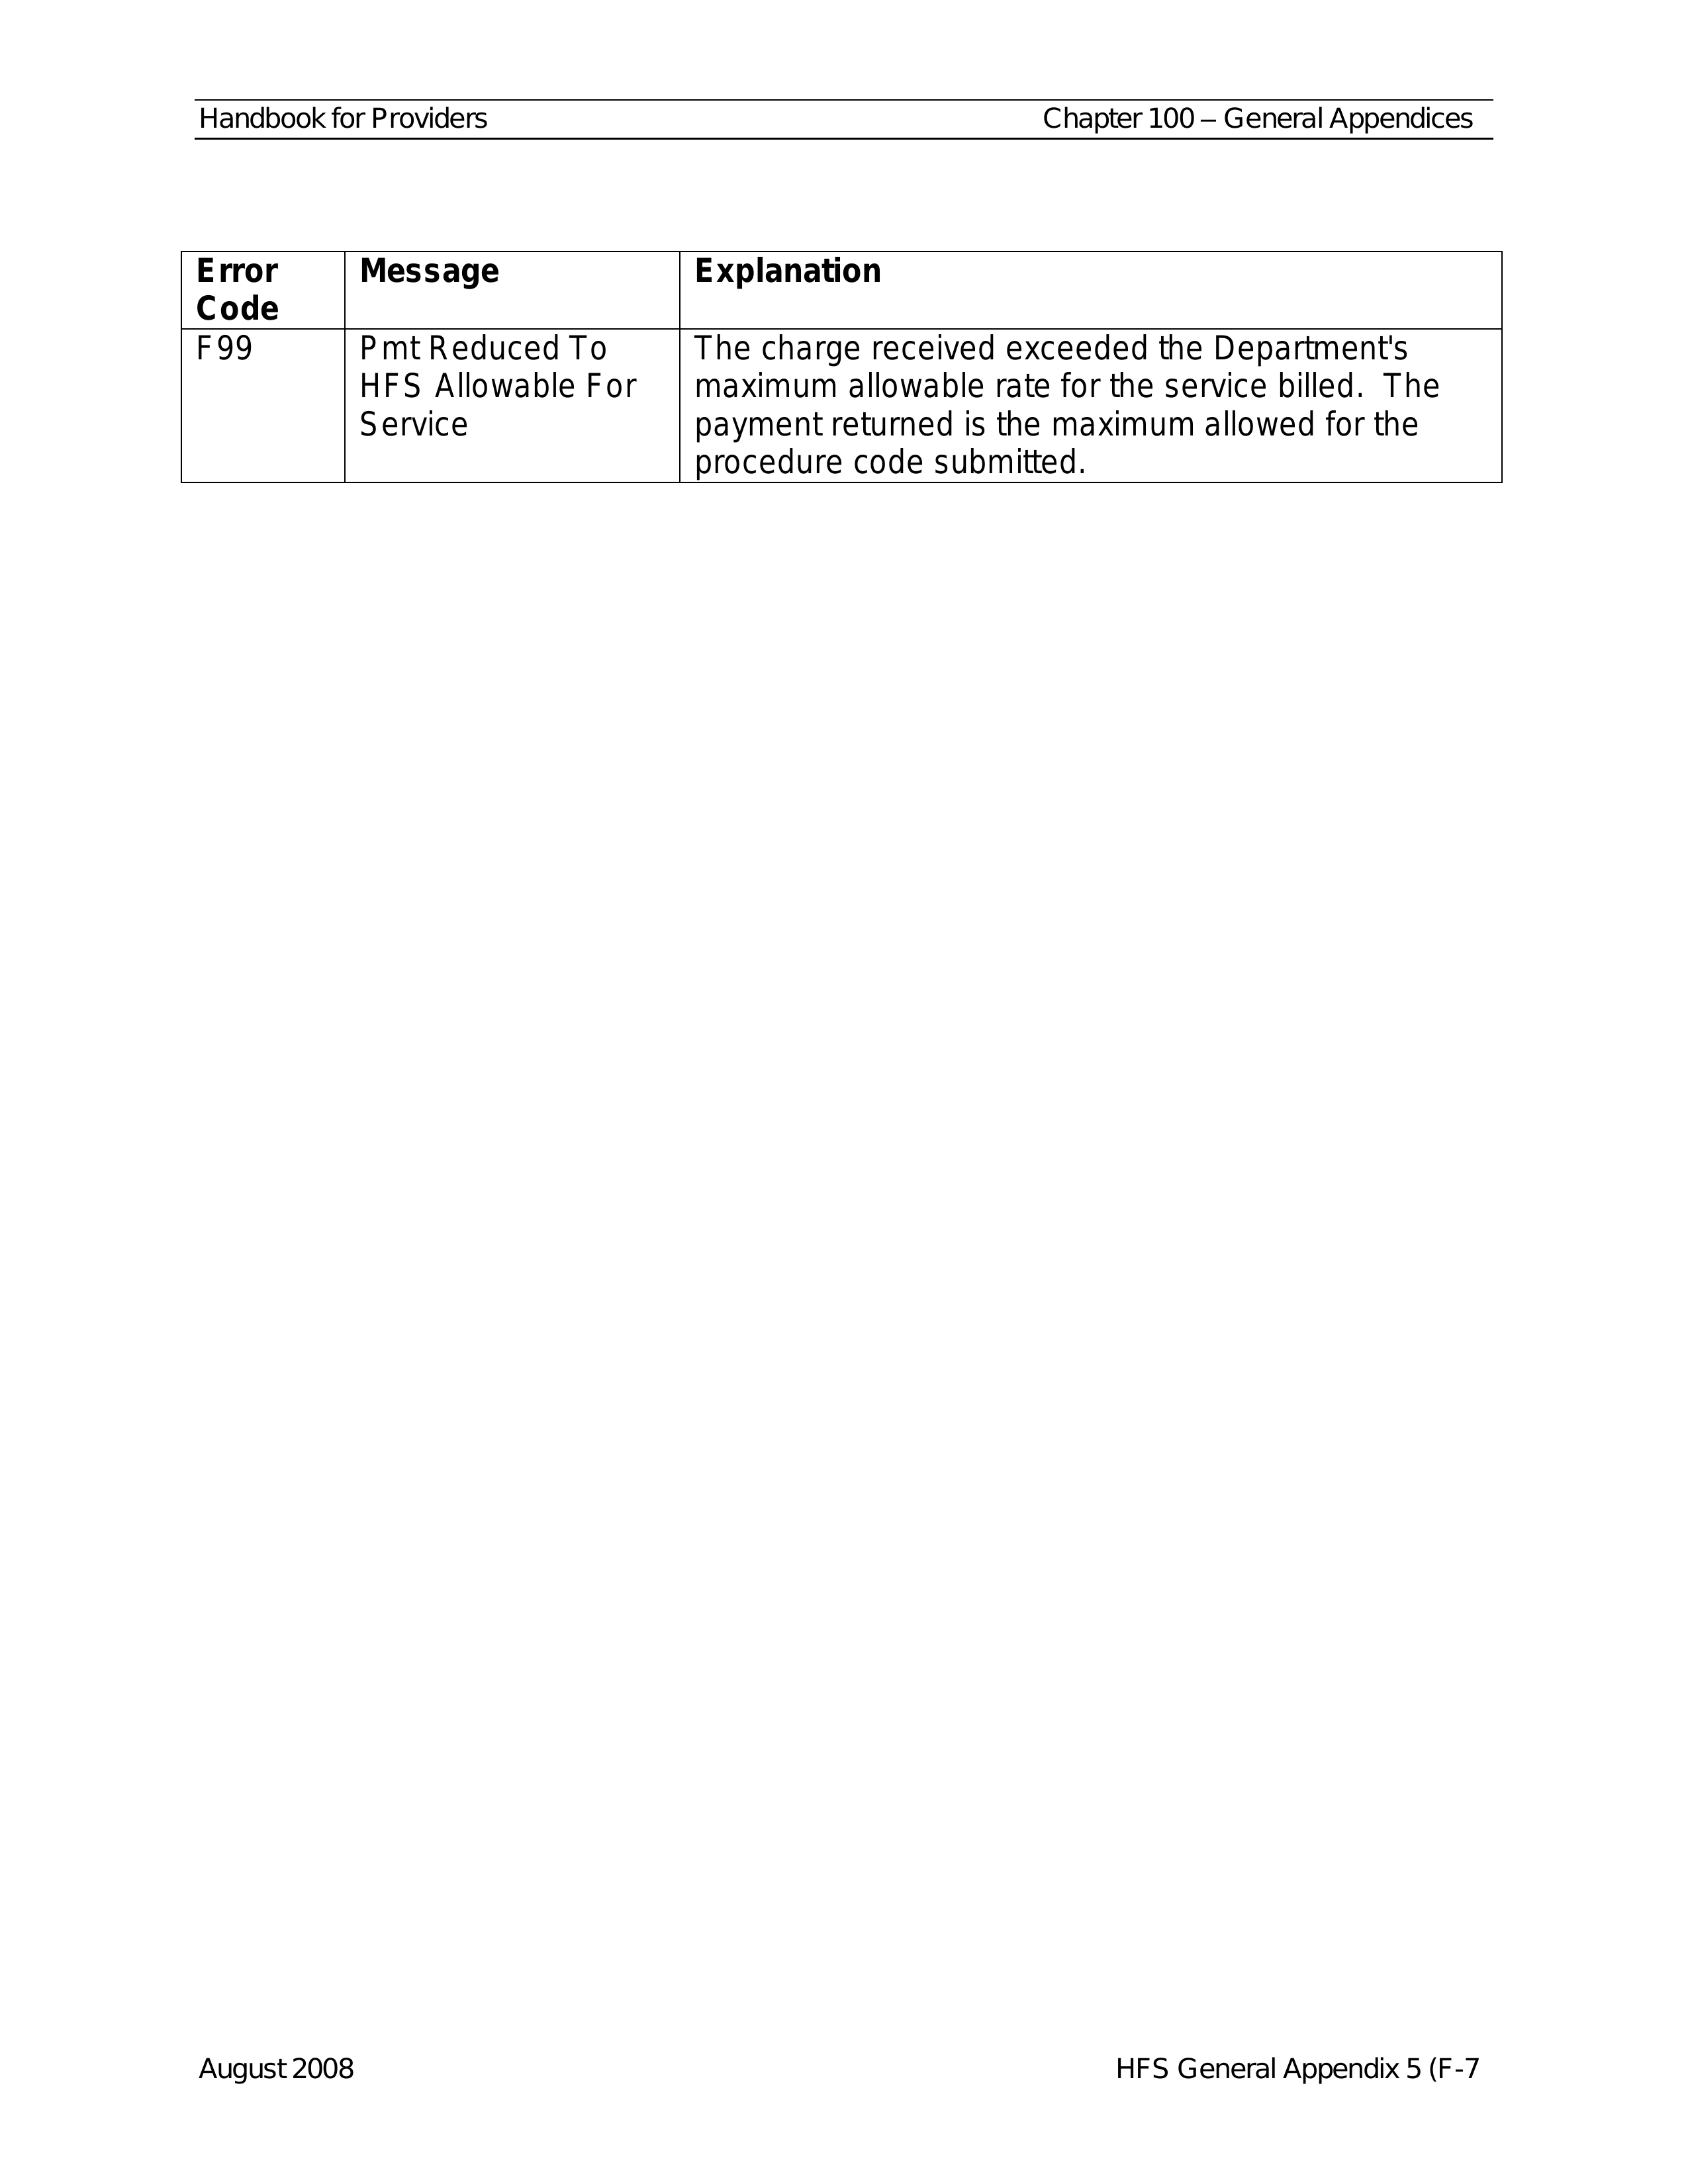 Handbook for Providers Chapter 100 – General Appendices
Error Code
Message
Explanation
F99
Pmt Reduced To
HFS Allowable For
Service
The charge received exceeded the Department's
maximum allowable rate for the service billed.  The
payment returned is the maximum allowed for the
procedure code submitted.
August 2008 HFS General Appendix 5 (F-7